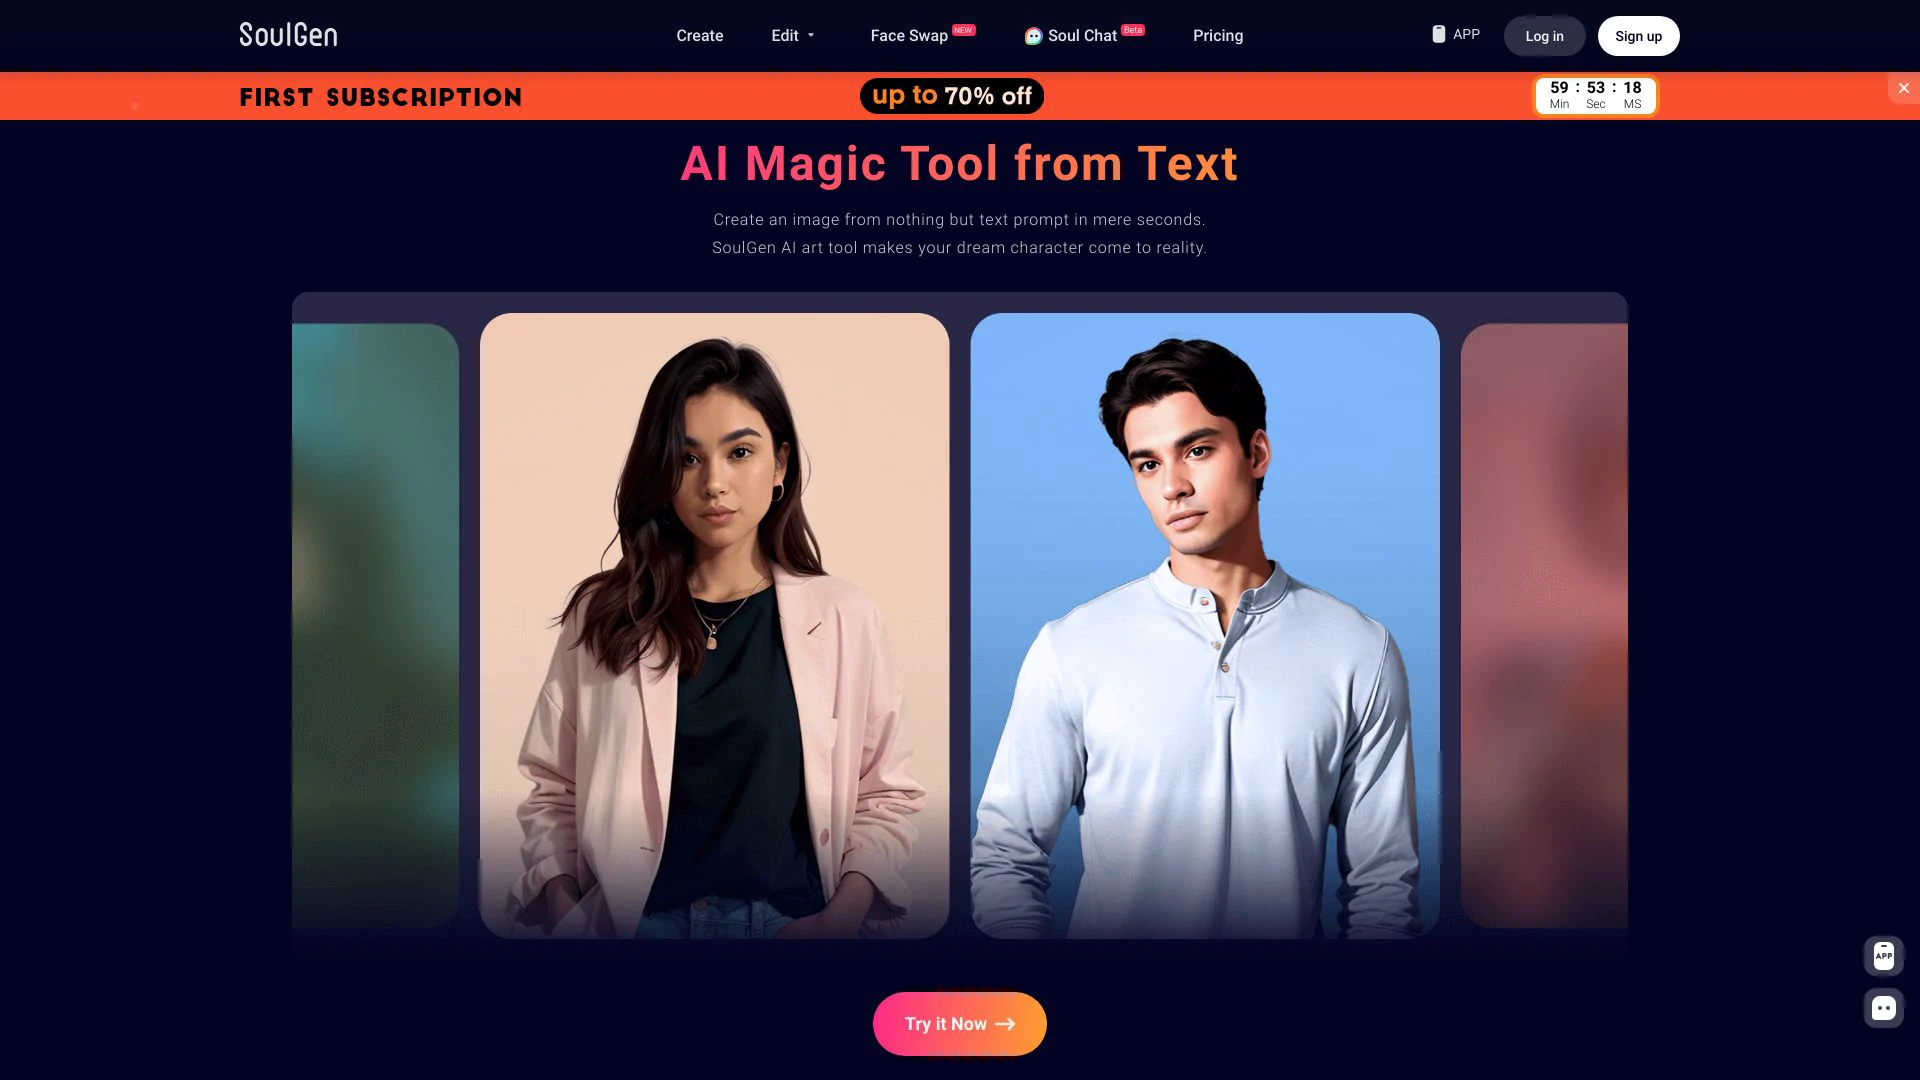 SoulGen
Create
Edit
Face Swap NEW
Soul Chat Beta
Pricing
APP
Log in
Sign up
FIRST SUBSCRIPTION
up to 70% off
59 : 53 : 18
Min Sec MS
AI Magic Tool from Text
Create an image from nothing but text prompt in mere seconds.
SoulGen AI art tool makes your dream character come to reality.
APP
Try it Now